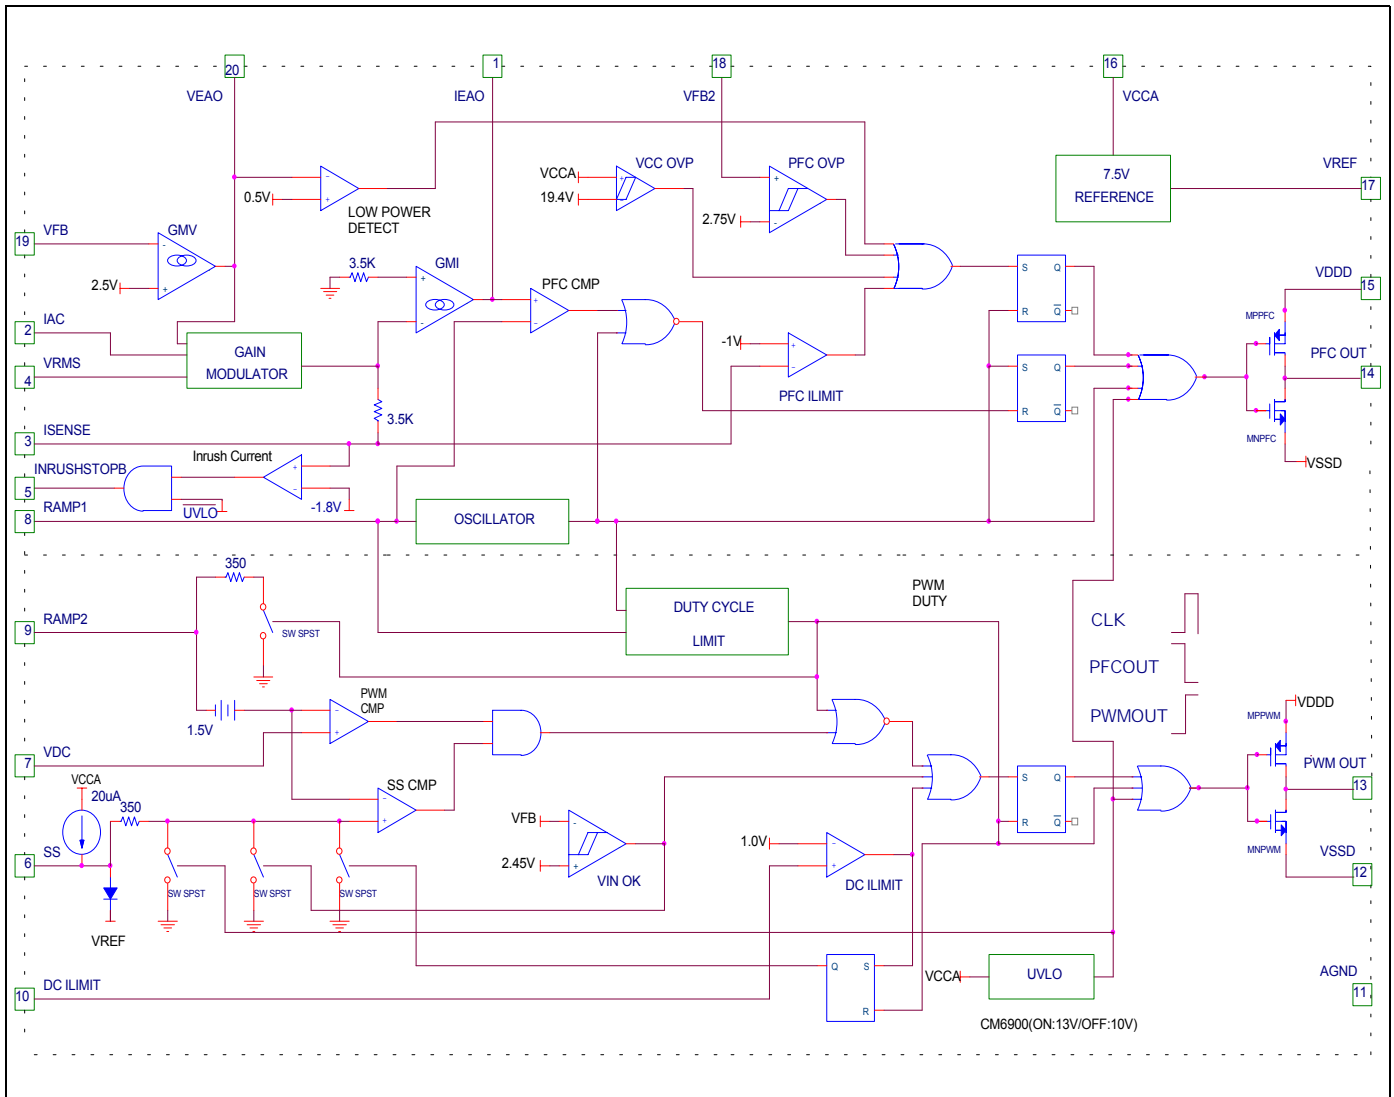 20
1
18
16
VEAO
IEAO
VFB2
VCCA
VCC OVP
PFC OVP
VCCA
19.4V
0.5V
LOW POWER
DETECT
2.75V
7.5V
REFERENCE
VREF
17
19
VFB
GMV
2.5V
3.5K
GMI
PFC CMP
S
Q
R
Q
VDDD
15
MPPFC
2
IAC
4
VRMS
GAIN
MODULATOR
-1V
PFC ILIMIT
S
Q
R
Q
PFC OUT
14
MNPFC
VSSD
3.5K
3
ISENSE
Inrush Current
INRUSHSTOPB
5
UVLO
-1.8V
8
RAMP1
OSCILLATOR
350
9
RAMP2
SW SPST
DUTY CYCLE
LIMIT
PWM
DUTY
CLK
PFCOUT
PWMOUT
1.5V
PWM
CMP
7
VDC
VCCA
20uA
350
SS CMP
6
SS
VREF
SW SPST
SW SPST
SW SPST
VFB
2.45V
VIN OK
1.0V
DC ILIMIT
S
Q
R
Q
VDDD
MPPWM
PWM OUT
13
MNPWM
VSSD
12
10
DC ILIMIT
Q
S
R
VCCA
UVLO
CM6900(ON:13V/OFF:10V)
AGND
11